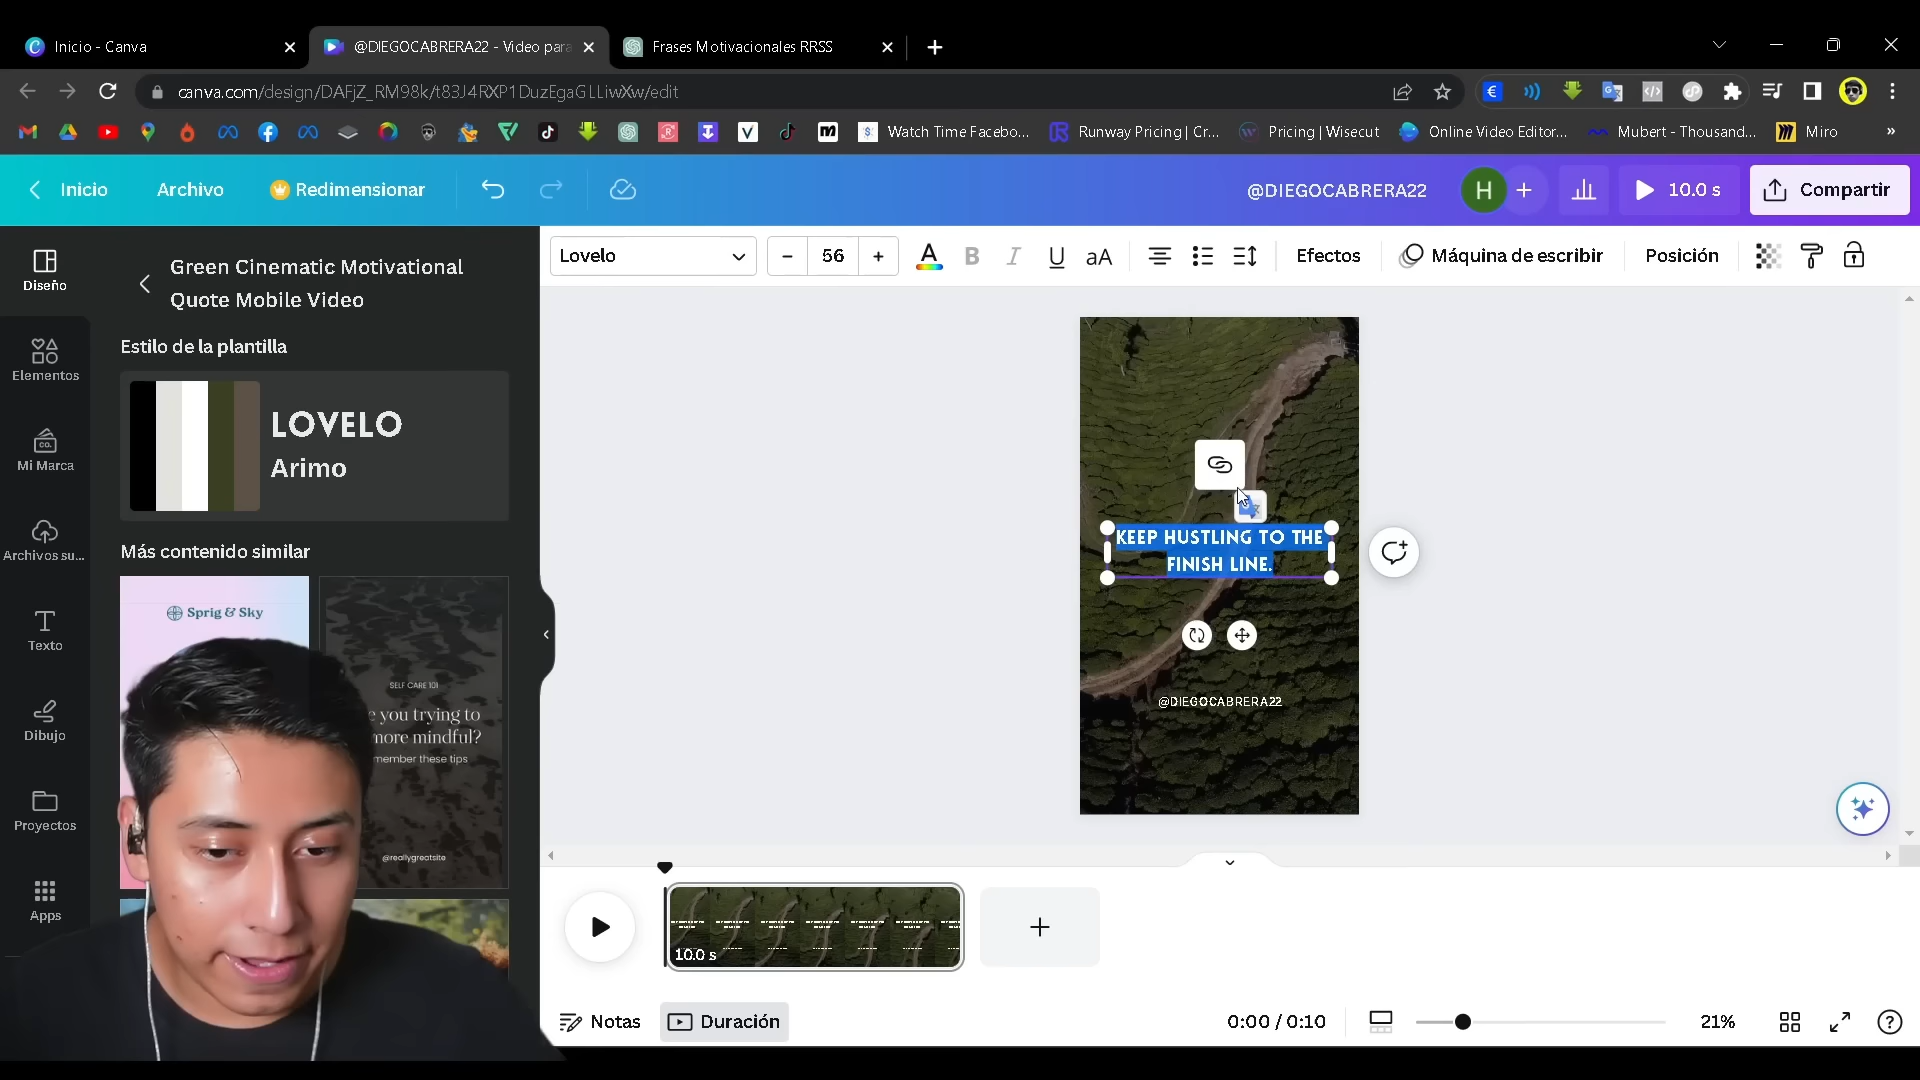 Inicio - Canva
@DIEGOCABRERA22 - Video para
Frases Motivacionales RRSS
canva.com/design/DAFjZ_RM98k/t83J4RXP1DuzEgaGLLiwXw/edit
Watch Time Facebo...
Runway Pricing | Cr...
Pricing | Wisecut
Online Video Editor...
Mubert - Thousand...
Miro
Inicio
Archivo
Redimensionar
@DIEGOCABRERA22
H
10.0 s
Compartir
Diseño
Elementos
Mi Marca
Archivos su...
Texto
Dibujo
Proyectos
Apps
Green Cinematic Motivational
Quote Mobile Video
Estilo de la plantilla
LOVELO
Arimo
Más contenido similar
Sprig & Sky
SELF CARE 101
you trying to
more mindful?
member these tips
@reallygreatsite
Lovelo
56
aA
Efectos
Máquina de escribir
Posición
KEEP HUSTLING TO THE
FINISH LINE.
@DIEGOCABRERA22
10.0 s
Notas
Duración
0:00 / 0:10
21%